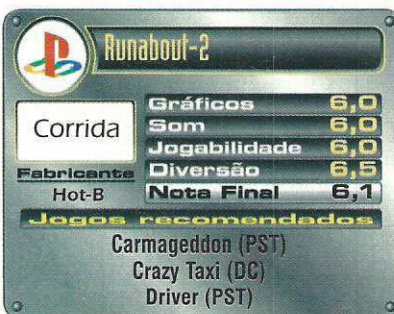 Runabout-2
Corrida
Fabricante
Hot-B
Gráficos 6,0
Som 6,0
Jogabilidade 6,0
Diversão 6,5
Nota Final 6,1
Jogos recomendados
Carmageddon (PST)
Crazy Taxi (DC)
Driver (PST)